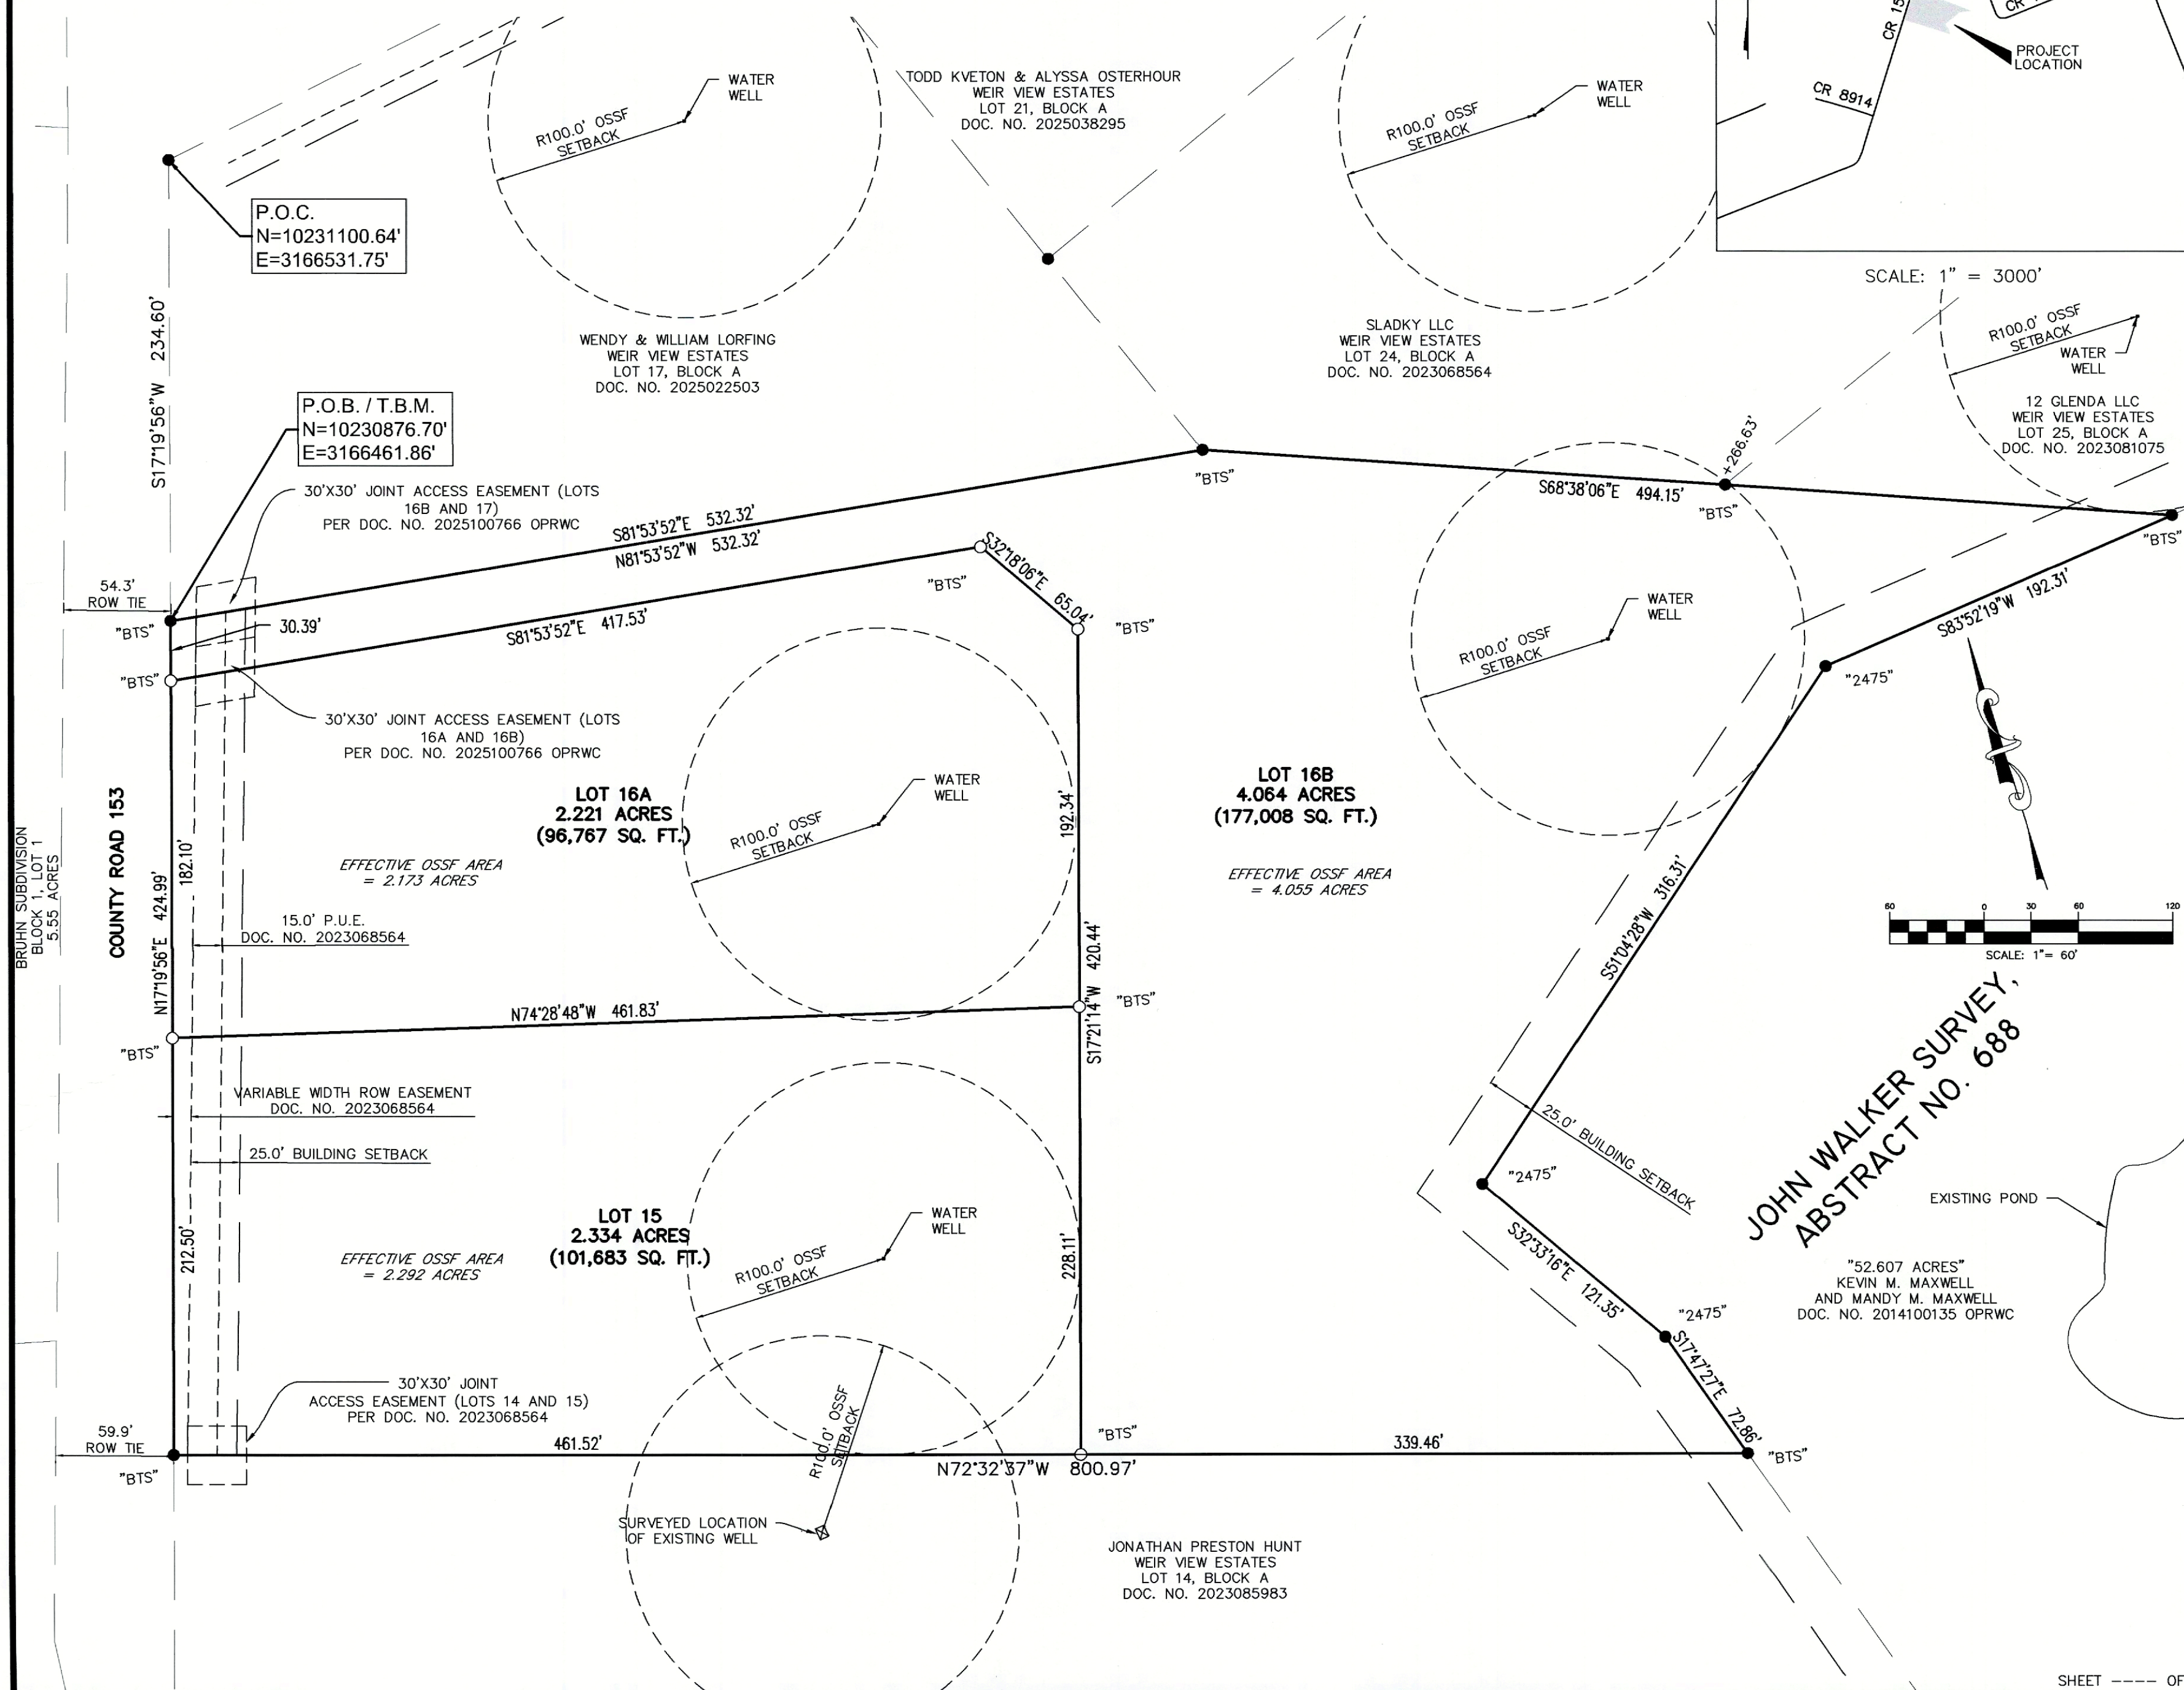 CR 15
CR
PROJECT
LOCATION
CR 8914
SCALE: 1" = 3000'
WATER
WELL
R100.0' OSSF
SETBACK
TODD KVETON & ALYSSA OSTERHOUR
WEIR VIEW ESTATES
LOT 21, BLOCK A
DOC. NO. 2025038295
WATER
WELL
R100.0' OSSF
SETBACK
P.O.C.
N=10231100.64'
E=3166531.75'
S17°19'56"W 234.60'
WENDY & WILLIAM LORFING
WEIR VIEW ESTATES
LOT 17, BLOCK A
DOC. NO. 2025022503
SLADKY LLC
WEIR VIEW ESTATES
LOT 24, BLOCK A
DOC. NO. 2023068564
R100.0' OSSF
SETBACK
WATER
WELL
12 GLENDA LLC
WEIR VIEW ESTATES
LOT 25, BLOCK A
DOC. NO. 2023081075
P.O.B. / T.B.M.
N=10230876.70'
E=3166461.86'
30'X30' JOINT ACCESS EASEMENT (LOTS
16B AND 17)
PER DOC. NO. 2025100766 OPRWC
"BTS"
+266.63'
S68°38'06"E 494.15'
"BTS"
"BTS"
S81°53'52"E 532.32'
N81°53'52"W 532.32'
54.3'
ROW TIE
"BTS"
30.39'
S81°53'52"E 417.53'
"BTS"
S32°18'06"E 65.04'
"BTS"
"BTS"
30'X30' JOINT ACCESS EASEMENT (LOTS
16A AND 16B)
PER DOC. NO. 2025100766 OPRWC
WATER
WELL
R100.0' OSSF
SETBACK
S83°52'19"W 192.31'
"2475"
LOT 16A
2.221 ACRES
(96,767 SQ. FT.)
EFFECTIVE OSSF AREA
= 2.173 ACRES
WATER
WELL
R100.0' OSSF
SETBACK
192.34'
LOT 16B
4.064 ACRES
(177,008 SQ. FT.)
EFFECTIVE OSSF AREA
= 4.055 ACRES
BRUHN SUBDIVISION
BLOCK 1, LOT 1
5.55 ACRES
COUNTY ROAD 153
N17°19'56"E 424.99'
182.10'
15.0' P.U.E.
DOC. NO. 2023068564
S17°21'14"W 420.44'
S51°04'28"W 316.31'
60 0 30 60 120
SCALE: 1"= 60'
N74°28'48"W 461.83'
"BTS"
"BTS"
JOHN WALKER SURVEY,
ABSTRACT NO. 688
VARIABLE WIDTH ROW EASEMENT
DOC. NO. 2023068564
25.0' BUILDING SETBACK
25.0' BUILDING SETBACK
"2475"
EXISTING POND
212.50'
LOT 15
2.334 ACRES
(101,683 SQ. FT.)
EFFECTIVE OSSF AREA
= 2.292 ACRES
WATER
WELL
R100.0' OSSF
SETBACK
228.11'
S32°33'16"E 121.35'
"52.607 ACRES"
KEVIN M. MAXWELL
AND MANDY M. MAXWELL
DOC. NO. 2014100135 OPRWC
"2475"
S17°47'27"E 72.86'
30'X30' JOINT
ACCESS EASEMENT (LOTS 14 AND 15)
PER DOC. NO. 2023068564
R100.0' OSSF
SETBACK
59.9'
ROW TIE
"BTS"
461.52'
"BTS"
339.46'
"BTS"
N72°32'37"W 800.97'
SURVEYED LOCATION
OF EXISTING WELL
JONATHAN PRESTON HUNT
WEIR VIEW ESTATES
LOT 14, BLOCK A
DOC. NO. 2023085983
SHEET ---- OF